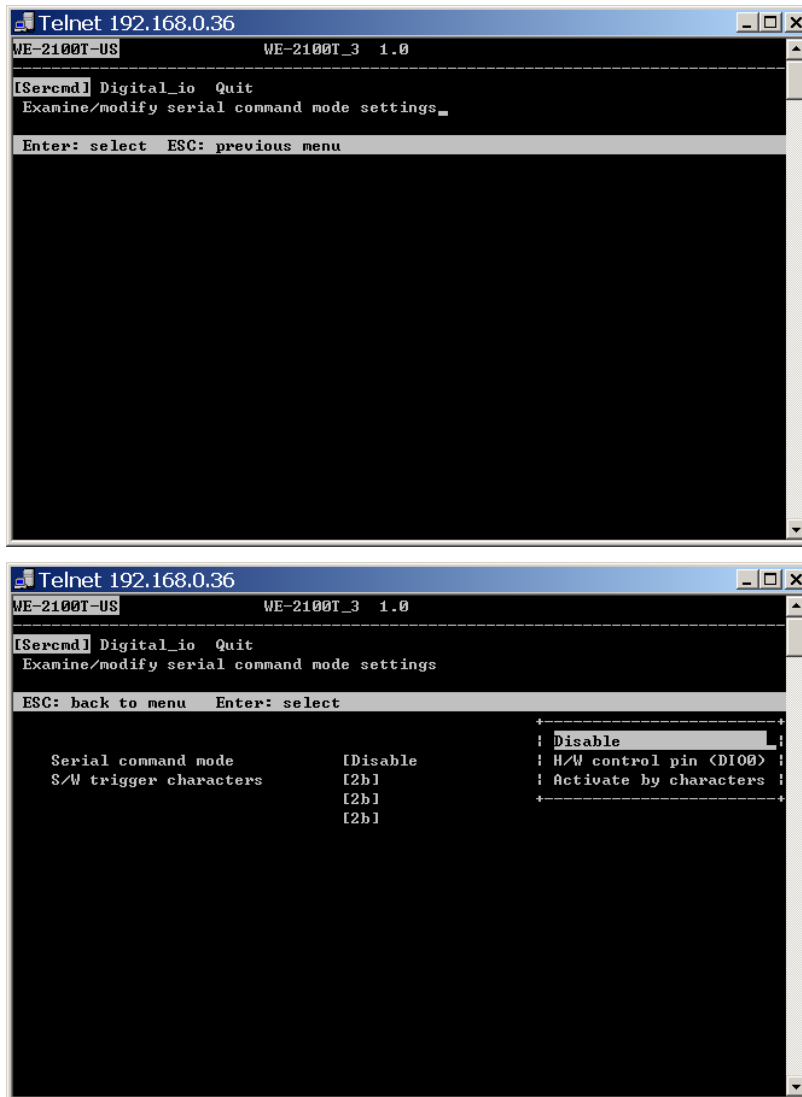 Telnet 192.168.0.36
WE-2100T-US WE-2100T_3 1.0
[Sercmd] Digital_io Quit
Examine/modify serial command mode settings_
Enter: select ESC: previous menu
Telnet 192.168.0.36
WE-2100T-US WE-2100T_3 1.0
[Sercmd] Digital_io Quit
Examine/modify serial command mode settings
ESC: back to menu Enter: select
Disable
Serial command mode [Disable H/W control pin (DIO0)
S/W trigger characters [2b] Activate by characters
[2b]
[2b]